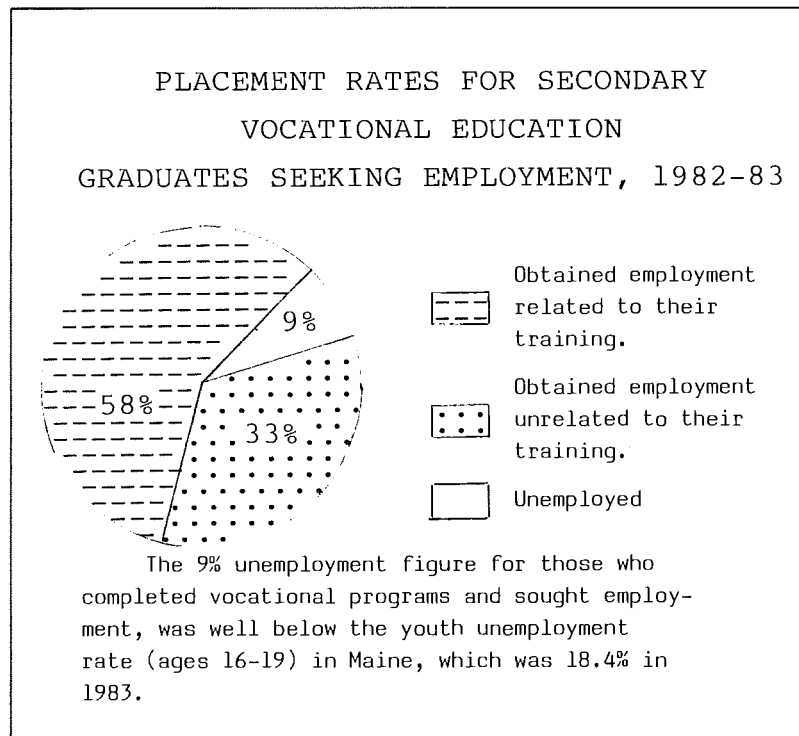 PLACEMENT RATES FOR SECONDARY
VOCATIONAL EDUCATION
GRADUATES SEEKING EMPLOYMENT, 1982-83
9%
58%
33%
Obtained employment
related to their
training.
Obtained employment
unrelated to their
training.
Unemployed
The 9% unemployment figure for those who
completed vocational programs and sought employ-
ment, was well below the youth unemployment
rate (ages 16-19) in Maine, which was 18.4% in
1983.